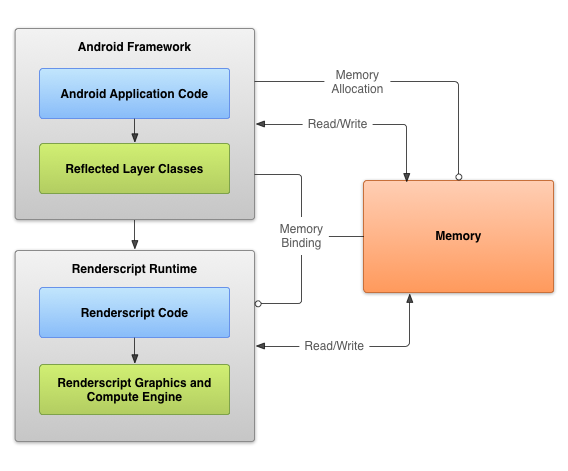 Android Framework
Android Application Code
Reflected Layer Classes
Memory
Allocation
Read/Write
Memory
Binding
Memory
Renderscript Runtime
Renderscript Code
Renderscript Graphics and
Compute Engine
Read/Write